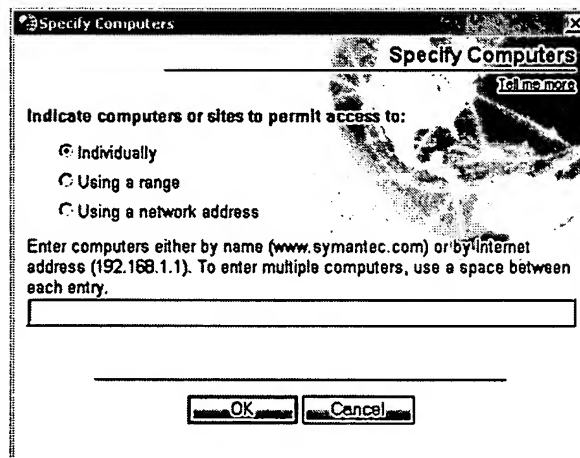 Specify Computers
Specify Computers
Tell me more
Indicate computers or sites to permit access to:
Individually
Using a range
Using a network address
Enter computers either by name (www.symantec.com) or by Internet
address (192.168.1.1). To enter multiple computers, use a space between
each entry.
OK
Cancel